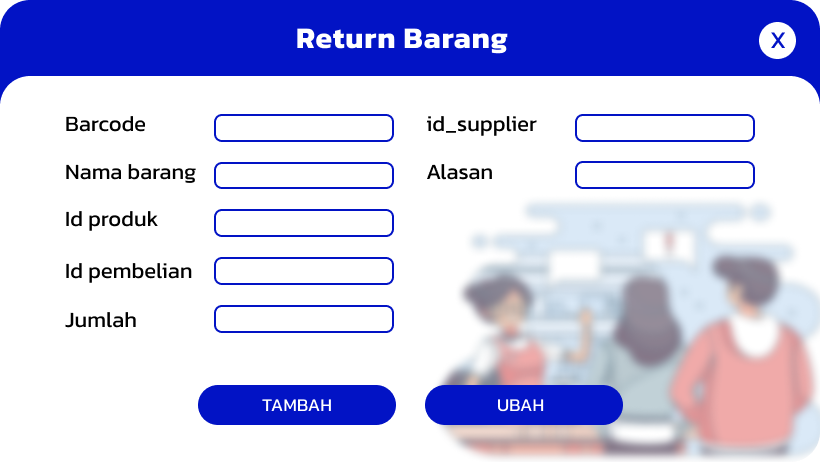 Return Barang
X
Barcode
Nama barang
Id produk
Id pembelian
Jumlah
id_supplier
Alasan
TAMBAH
UBAH